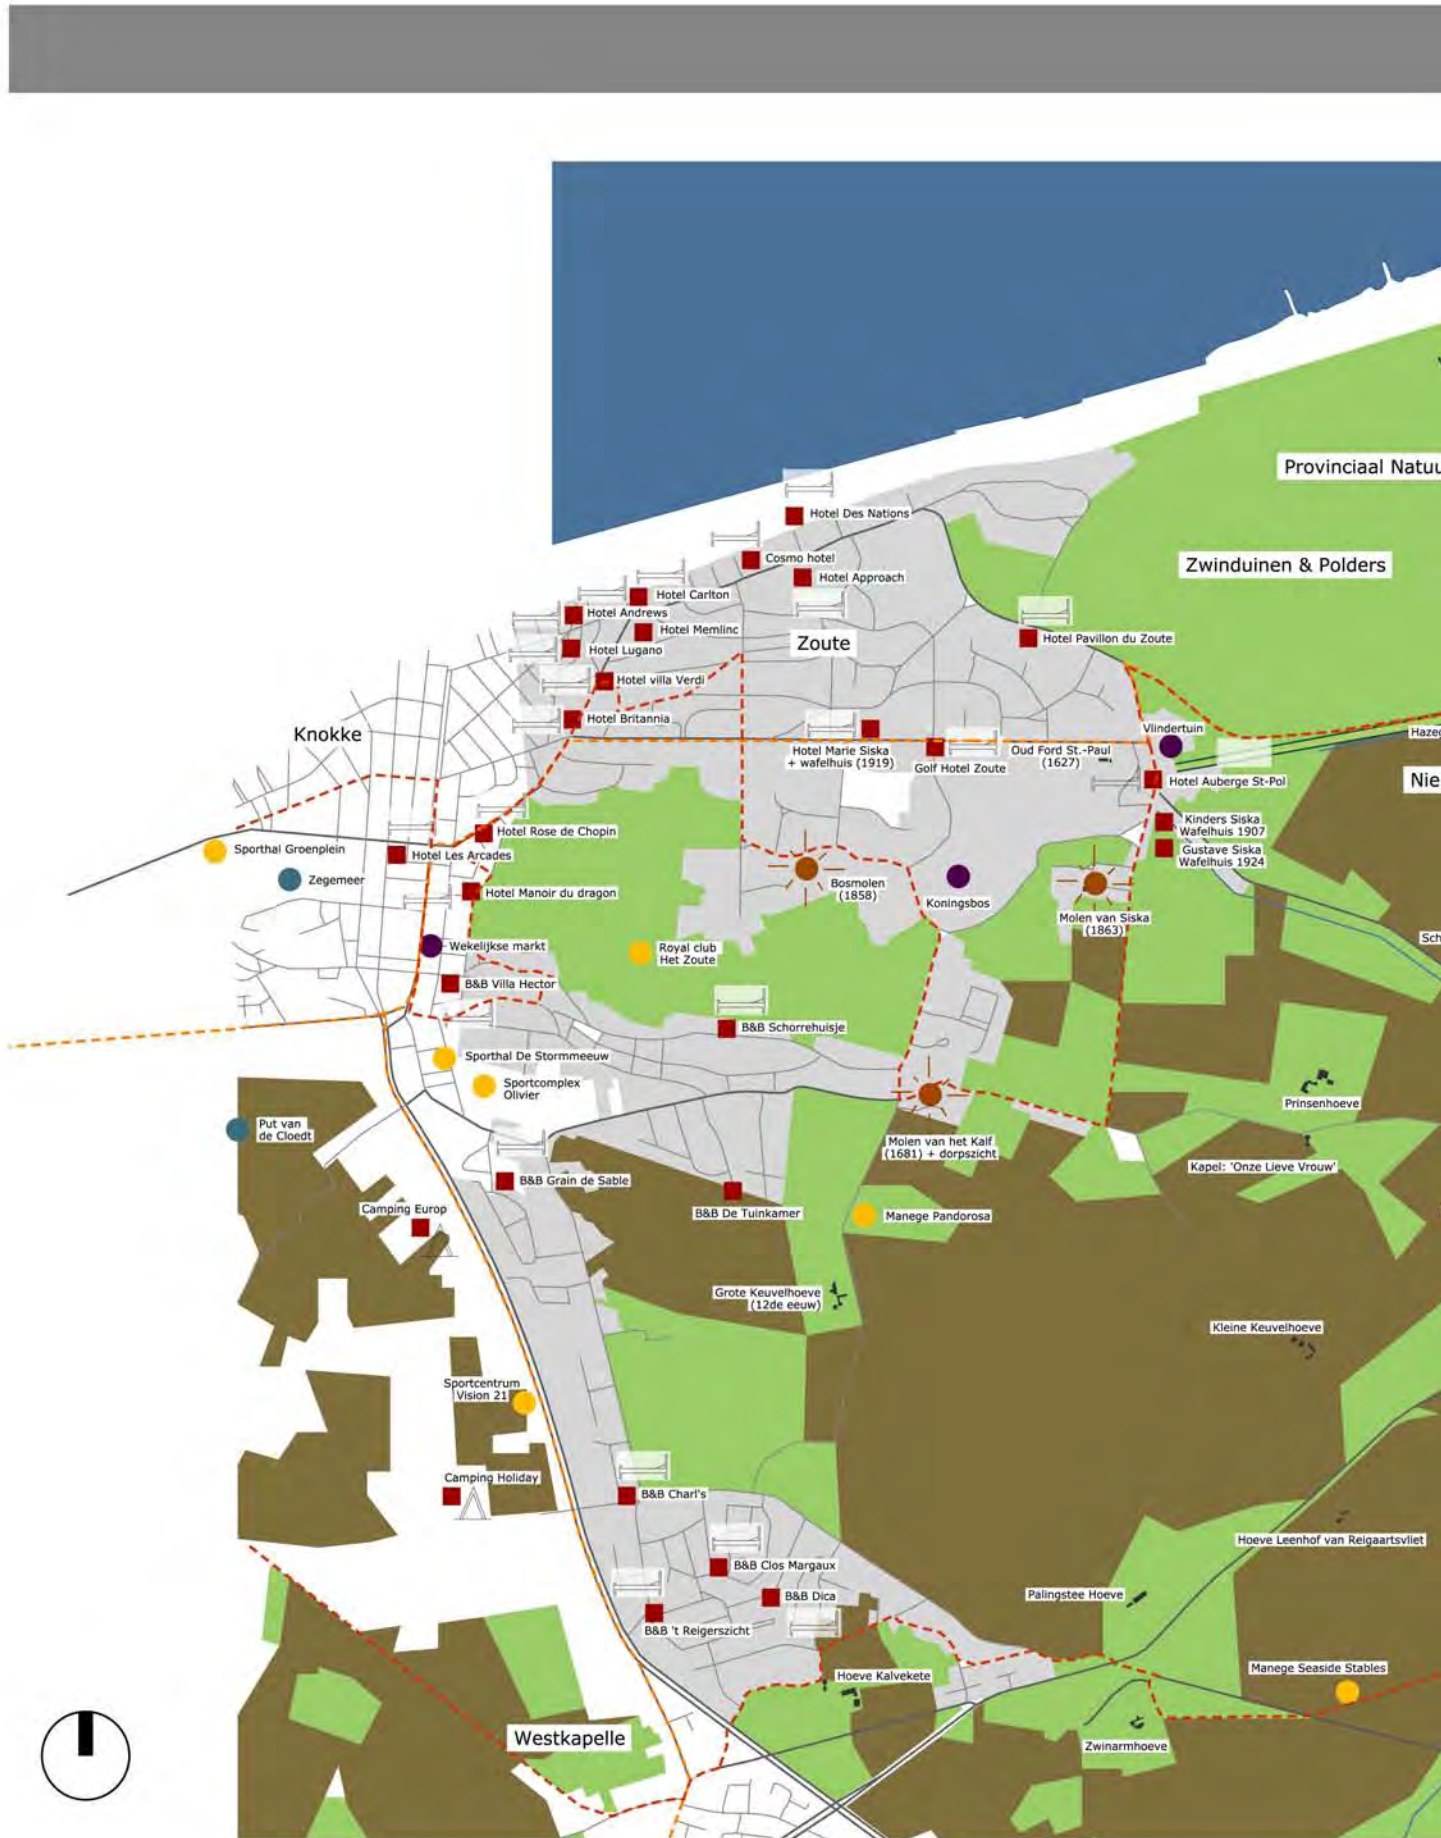 Provinciaal Natuu
Hotel Des Nations
Zwinduinen & Polders
Cosmo hotel
Hotel Approach
Hotel Carlton
Hotel Andrews
Hotel Memlinc
Hotel Pavillon du Zoute
Zoute
Hotel Lugano
Hotel villa Verdi
Hotel Britannia
Vlindertuin
Knokke
Hazeg
Hotel Marie Siska
+ wafelhuis (1919)
Oud Ford St.-Paul
(1627)
Golf Hotel Zoute
Hotel Auberge St-Pol
Nie
Kinders Siska
Wafelhuis 1907
Hotel Rose de Chopin
Sporthal Groenplein
Hotel Les Arcades
Gustave Siska
Wafelhuis 1924
Zegemeer
Bosmolen
(1858)
Hotel Manoir du dragon
Koningsbos
Molen van Siska
(1863)
Sch
Wekelijkse markt
Royal club
Het Zoute
B&B Villa Hector
B&B Schorrehuisje
Sporthal De Stormmeeuw
Sportcomplex
Olivier
Prinsenhoeve
Put van
de Cloedt
Molen van het Kalf
(1681) + dorpszicht
Kapel: 'Onze Lieve Vrouw'
B&B Grain de Sable
Camping Europ
B&B De Tuinkamer
Manege Pandorosa
Grote Keuvelhoeve
(12de eeuw)
Kleine Keuvelhoeve
Sportcentrum
Vision 21
Camping Holiday
B&B Charl's
Hoeve Leenhof van Reigaartsvliet
B&B Clos Margaux
B&B Dica
Palingstee Hoeve
B&B 't Reigerszicht
Hoeve Kalvekete
Manege Seaside Stables
Westkapelle
Zwinarmhoeve